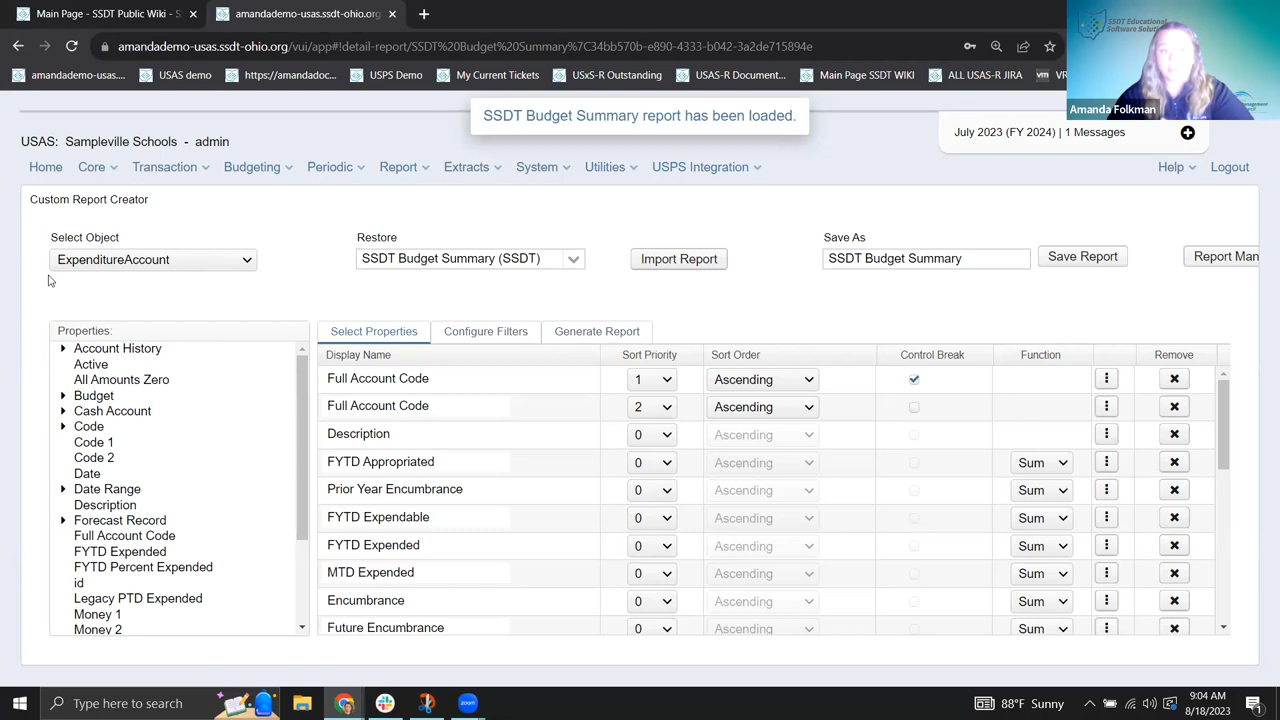 Main Page - SSDT Public Wiki - S
amandademo-usas.ssdt-ohio.org/
amandademo-usas.ssdt-ohio.org/vui/app#!detail-report/SSDT%20Budget%20Summary%7C34bb570b-e890-4333-b042-3a2de715894e
amandademo-usas....
USAS demo
https://amandadoc...
USPS Demo
My Current Tickets
USxS-R Outstanding
USAS-R Document...
Main Page SSDT WIKI
ALL USAS-R JIRA
VR
SSDT Educational
Software Solutions
Amanda Folkman
SSDT Budget Summary report has been loaded.
USAS: Sampleville Schools - admin
July 2023 (FY 2024) | 1 Messages
Home Core Transaction Budgeting Periodic Report Extracts System Utilities USPS Integration Help Logout
Custom Report Creator
Select Object
Restore
Save As
ExpenditureAccount
SSDT Budget Summary (SSDT)
Import Report
SSDT Budget Summary
Save Report
Report Man
Properties:
Account History
Active
All Amounts Zero
Budget
Cash Account
Code
Code 1
Code 2
Date
Date Range
Description
Forecast Record
Full Account Code
FYTD Expended
FYTD Percent Expended
id
Legacy PTD Expended
Money 1
Money 2
Select Properties
Configure Filters
Generate Report
Display Name Sort Priority Sort Order Control Break Function Remove
Full Account Code 1 Ascending
Full Account Code 2 Ascending
Description 0 Ascending
FYTD Appropriated 0 Ascending Sum
Prior Year Encumbrance 0 Ascending Sum
FYTD Expendable 0 Ascending Sum
FYTD Expended 0 Ascending Sum
MTD Expended 0 Ascending Sum
Encumbrance 0 Ascending Sum
Future Encumbrance 0 Ascending Sum
Type here to search
88°F Sunny
9:04 AM
8/18/2023
1